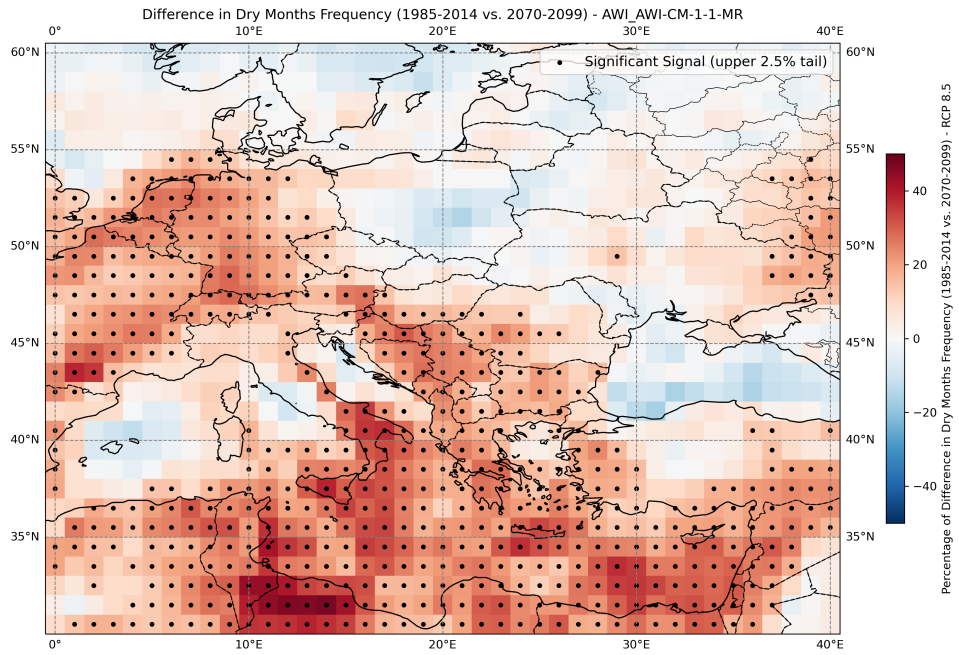 Difference in Dry Months Frequency (1985-2014 vs. 2070-2099) - AWI_AWI-CM-1-1-MR
0° 10°E 20°E 30°E 40°E
60°N 60°N
Significant Signal (upper 2.5% tail)
55°N 55°N
50°N 50°N
45°N 45°N
40°N 40°N
35°N 35°N
0° 10°E 20°E 30°E 40°E
40
20
0
−20
−40
Percentage of Difference in Dry Months Frequency (1985-2014 vs. 2070-2099) - RCP 8.5